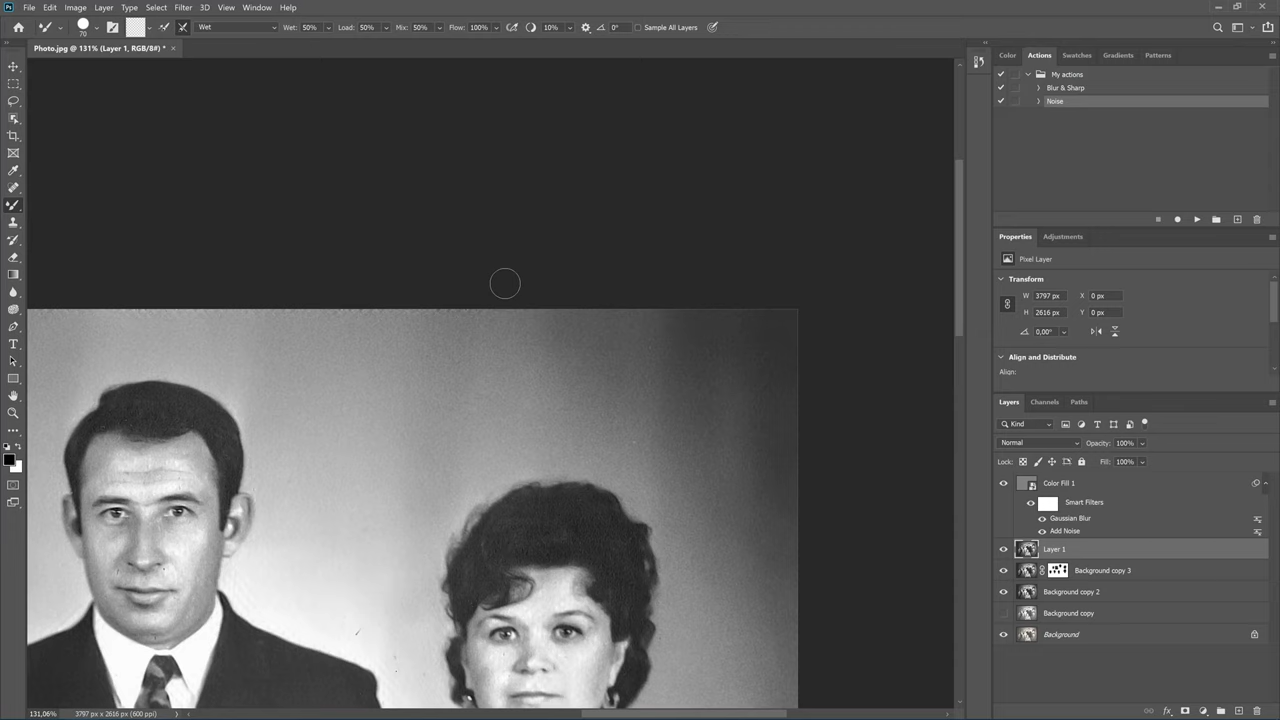 File Edit Image Layer Type Select Filter 3D View Window Help
70 Wet Wet: 50% Load: 50% Mix: 50% Flow: 100% 10% 0° Sample All Layers
Photo.jpg @ 131% (Layer 1, RGB/8#) * ×
Color Actions Swatches Gradients Patterns
My actions
Blur & Sharp
Noise
Properties Adjustments
Pixel Layer
Transform
W 3797 px X 0 px
H 2616 px Y 0 px
0,00°
Align and Distribute
Align:
Layers Channels Paths
Kind
Normal Opacity: 100%
Lock: Fill: 100%
Color Fill 1
Smart Filters
Gaussian Blur
Add Noise
Layer 1
Background copy 3
Background copy 2
Background copy
Background
131,06% 3797 px x 2616 px (600 ppi)